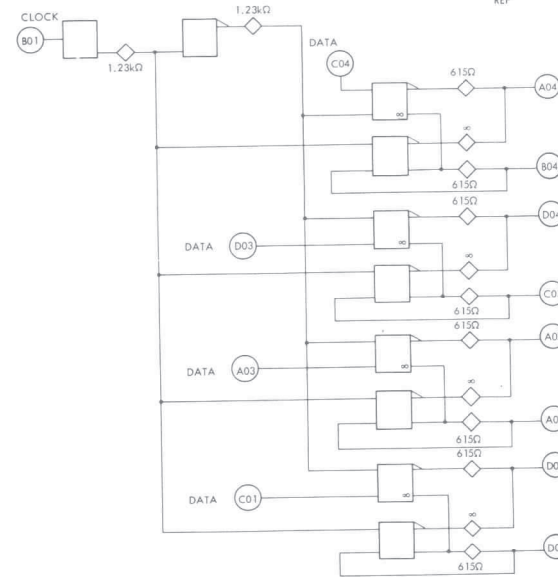 REF
CLOCK
B01
1.23kΩ
1.23kΩ
DATA
C04
615Ω
A04
∞
∞
B04
615Ω
615Ω
D04
DATA
D03
∞
∞
615Ω
615Ω
DATA
A03
∞
∞
615Ω
615Ω
DATA
C01
∞
∞
615Ω